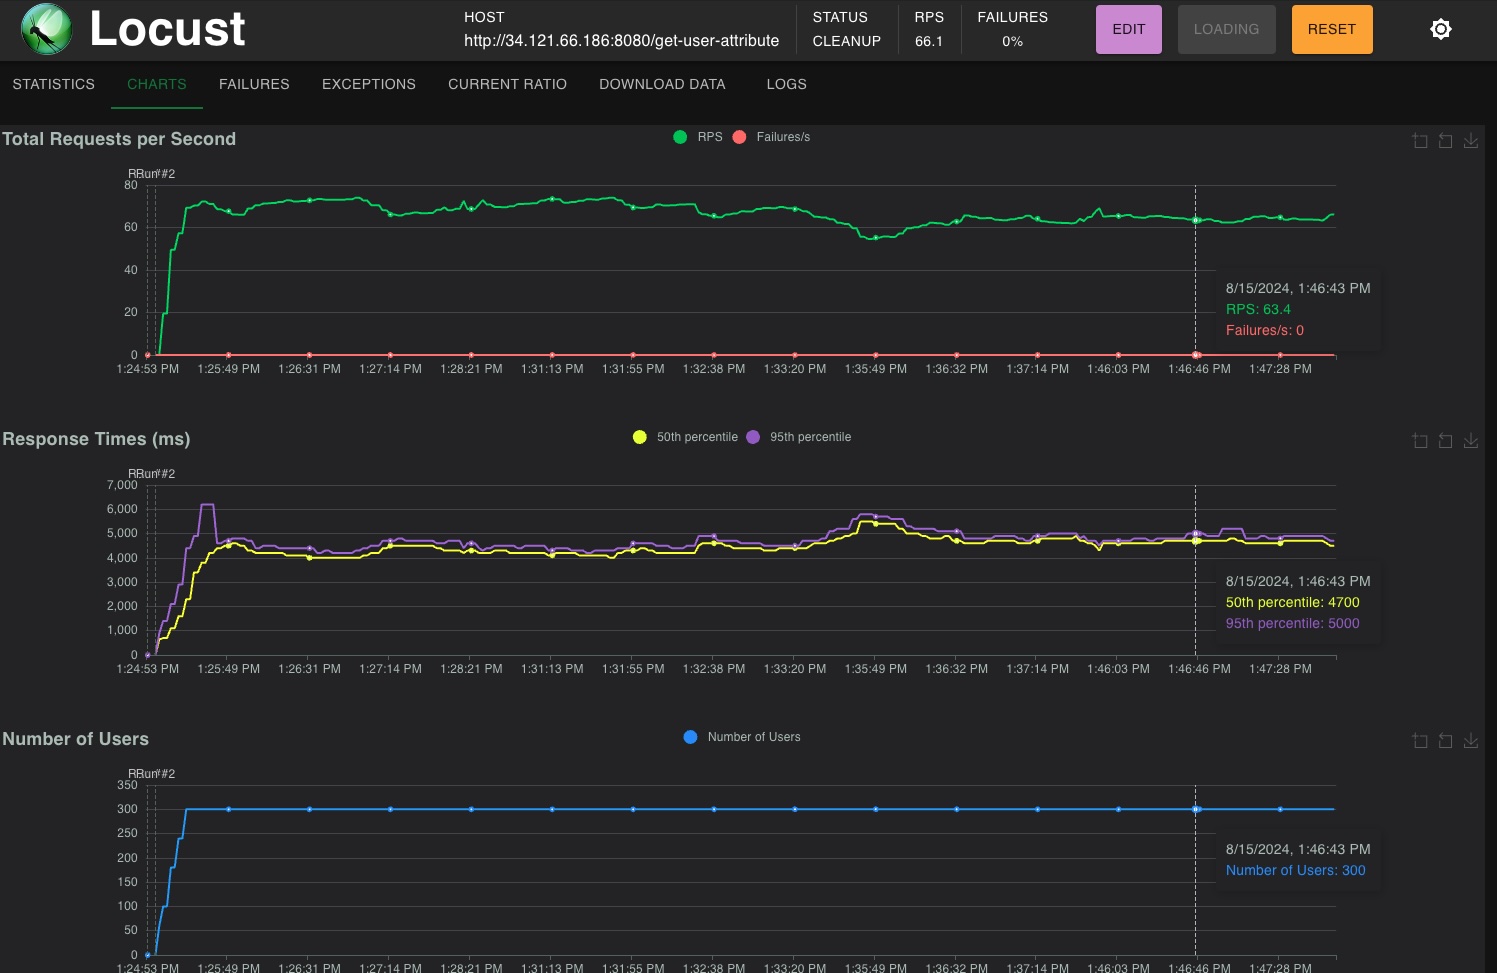 Locust
HOST
http://34.121.66.186:8080/get-user-attribute
STATUS
CLEANUP
RPS
66.1
FAILURES
0%
EDIT
LOADING
RESET
STATISTICS CHARTS FAILURES EXCEPTIONS CURRENT RATIO DOWNLOAD DATA LOGS
Total Requests per Second
RPS Failures/s
Run #2
80
60
40
20
0
1:24:53 PM 1:25:49 PM 1:26:31 PM 1:27:14 PM 1:28:21 PM 1:31:13 PM 1:31:55 PM 1:32:38 PM 1:33:20 PM 1:35:49 PM 1:36:32 PM 1:37:14 PM 1:46:03 PM 1:46:46 PM 1:47:28 PM
8/15/2024, 1:46:43 PM
RPS: 63.4
Failures/s: 0
Response Times (ms)
50th percentile 95th percentile
Run #2
7,000
6,000
5,000
4,000
3,000
2,000
1,000
0
1:24:53 PM 1:25:49 PM 1:26:31 PM 1:27:14 PM 1:28:21 PM 1:31:13 PM 1:31:55 PM 1:32:38 PM 1:33:20 PM 1:35:49 PM 1:36:32 PM 1:37:14 PM 1:46:03 PM 1:46:46 PM 1:47:28 PM
8/15/2024, 1:46:43 PM
50th percentile: 4700
95th percentile: 5000
Number of Users
Number of Users
Run #2
350
300
250
200
150
100
50
0
1:24:53 PM 1:25:49 PM 1:26:31 PM 1:27:14 PM 1:28:21 PM 1:31:13 PM 1:31:55 PM 1:32:38 PM 1:33:20 PM 1:35:49 PM 1:36:32 PM 1:37:14 PM 1:46:03 PM 1:46:46 PM 1:47:28 PM
8/15/2024, 1:46:43 PM
Number of Users: 300